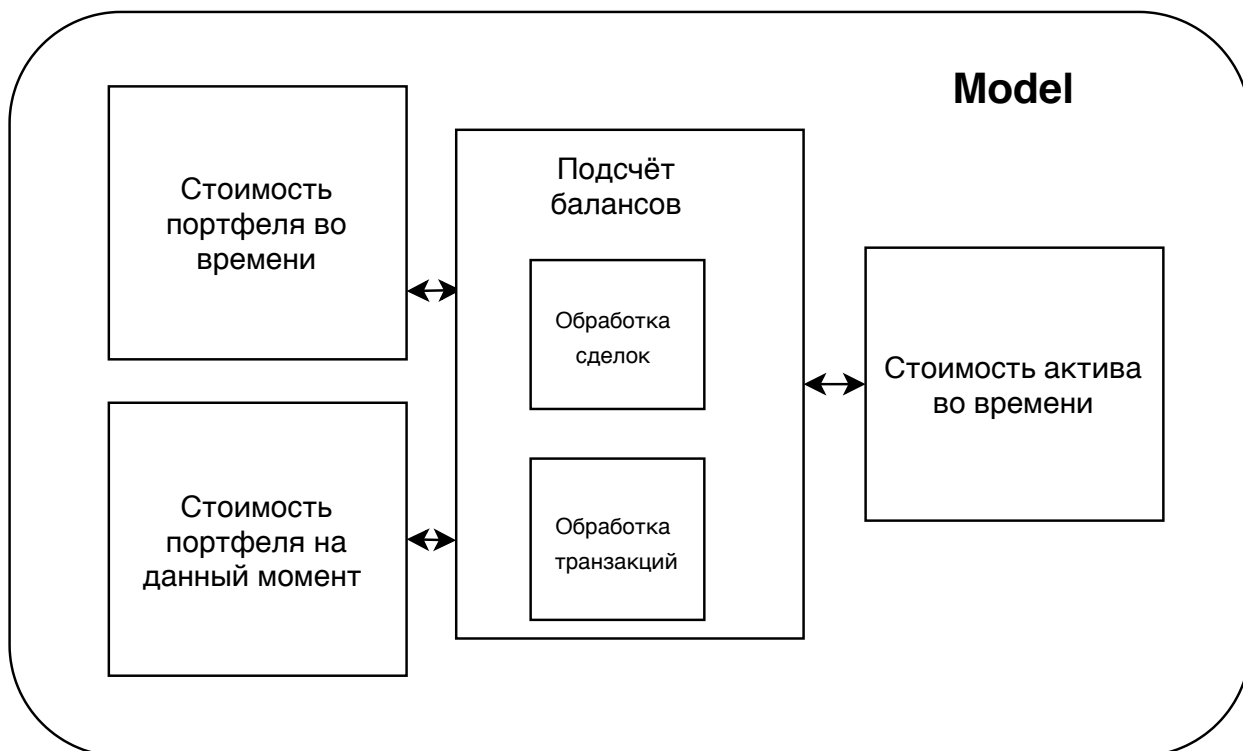 Model
Стоимость
портфеля во
времени
Подсчёт
балансов
Обработка
сделок
Стоимость актива
во времени
Стоимость
портфеля на
данный момент
Обработка
транзакций